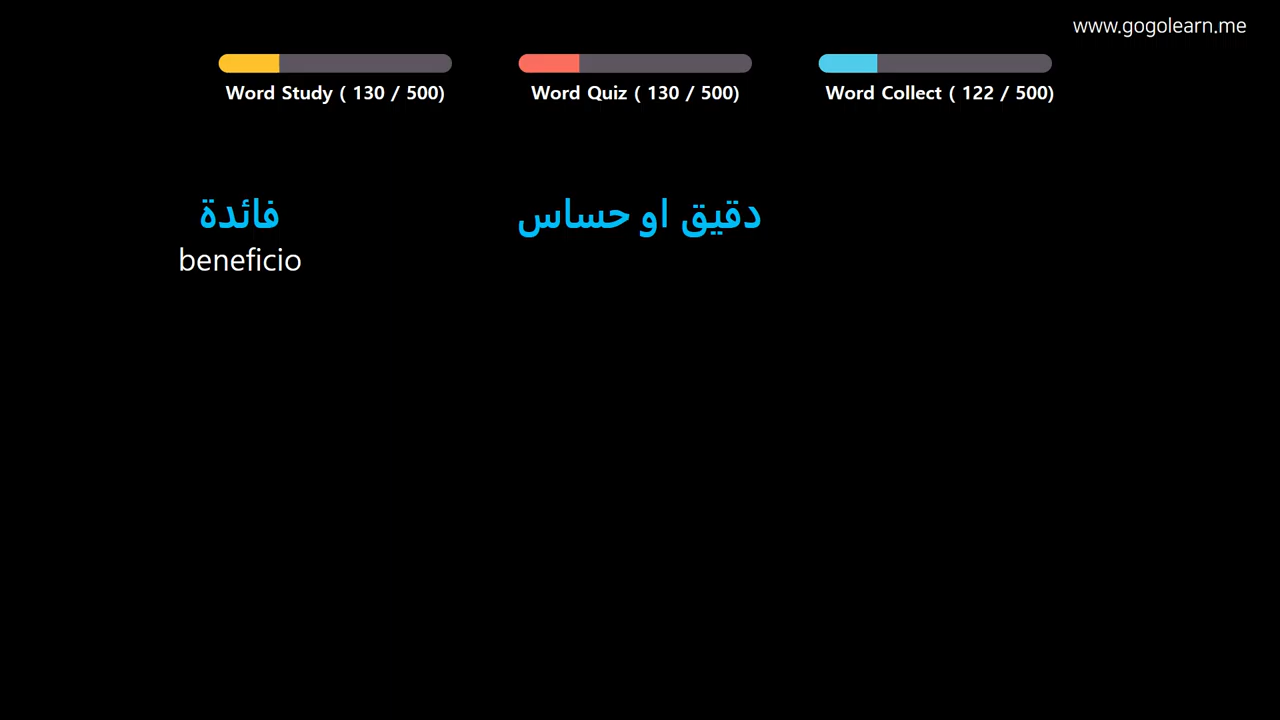 www.gogolearn.me
Word Study ( 130 / 500)
Word Quiz ( 130 / 500)
Word Collect ( 122 / 500)
فائدة
beneficio
دقيق او حساس